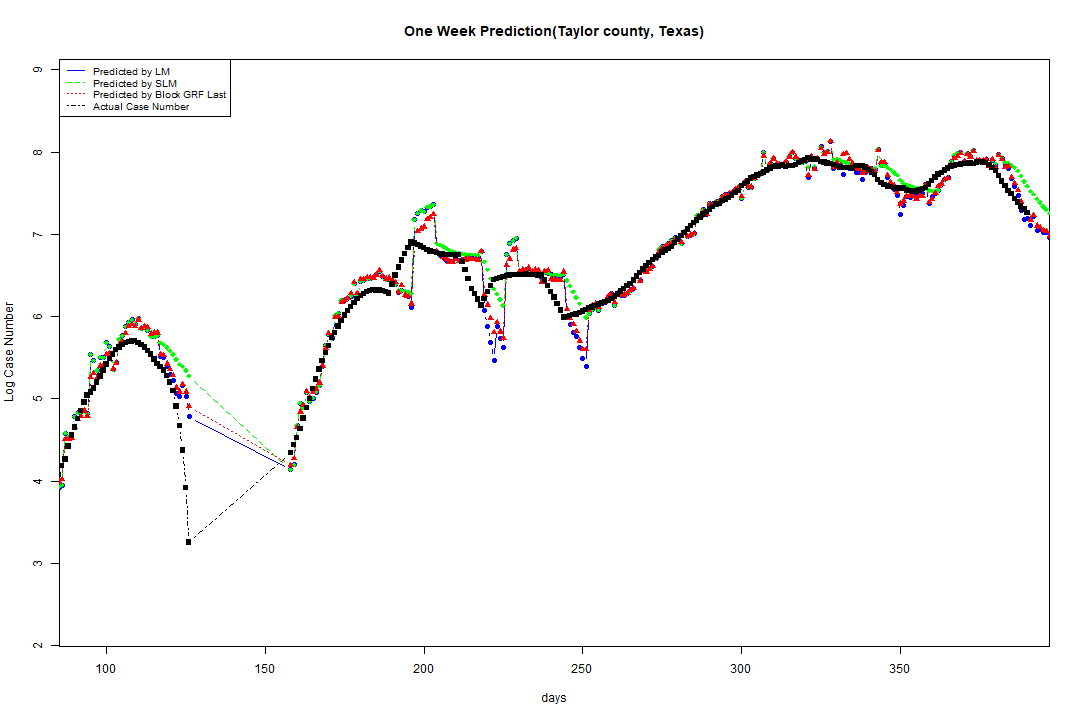 One Week Prediction(Taylor county, Texas)
Predicted by LM
Predicted by SLM
Predicted by Block GRF Last
Actual Case Number
9
8
7
6
5
4
3
2
Log Case Number
100 150 200 250 300 350
days